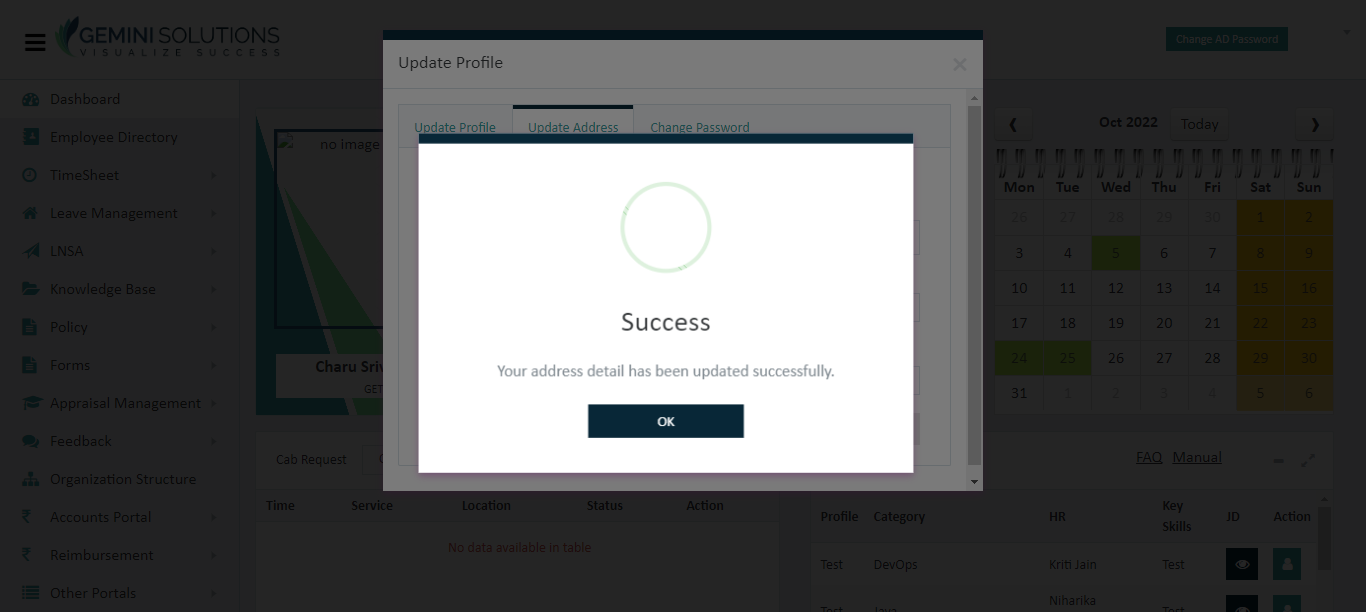 GEMINI SOLUTIONS
VISUALIZE SUCCESS
Change AD Password
Update Profile
×
Dashboard
Employee Directory
TimeSheet
Leave Management
LNSA
Knowledge Base
Policy
Forms
Appraisal Management
Feedback
Organization Structure
Accounts Portal
Reimbursement
Other Portals
no image
Charu Sriv
GET
Update Profile Update Address Change Password
Success
Your address detail has been updated successfully.
OK
Oct 2022 Today
Mon Tue Wed Thu Fri Sat Sun
26 27 28 29 30 1 2
3 4 5 6 7 8 9
10 11 12 13 14 15 16
17 18 19 20 21 22 23
24 25 26 27 28 29 30
31 1 2 3 4 5 6
Cab Request
Time Service Location Status Action
No data available in table
FAQ Manual
Profile Category HR Key Skills JD Action
Test DevOps Kriti Jain Test
Test Java Niharika Test